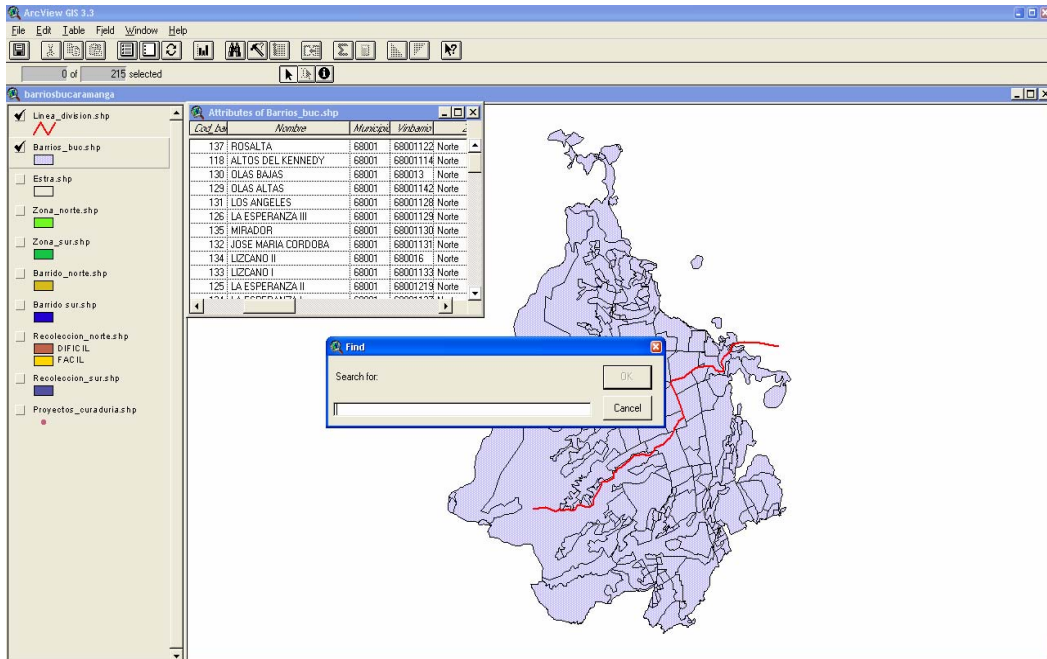 ArcView GIS 3.3
File Edit Table Field Window Help
0 of 215 selected
barriosbucaramanga
Linea_division.shp
Barrios_buc.shp
Estra.shp
Zona_norte.shp
Zona_sur.shp
Barrido_norte.shp
Barrido sur.shp
Recoleccion_norte.shp
DIFICIL
FACIL
Recoleccion_sur.shp
Proyectos_curaduria.shp
Attributes of Barrios_buc.shp
Cod_bar Nombre Municipic Vinbarrio
137 ROSALTA 68001 68001122 Norte
118 ALTOS DEL KENNEDY 68001 68001114 Norte
130 OLAS BAJAS 68001 680013 Norte
129 OLAS ALTAS 68001 68001142 Norte
131 LOS ANGELES 68001 68001128 Norte
126 LA ESPERANZA III 68001 68001129 Norte
135 MIRADOR 68001 68001130 Norte
132 JOSE MARIA CORDOBA 68001 68001131 Norte
134 LIZCANO II 68001 680016 Norte
133 LIZCANO I 68001 68001133 Norte
125 LA ESPERANZA II 68001 68001219 Norte
Find
Search for:
OK
Cancel